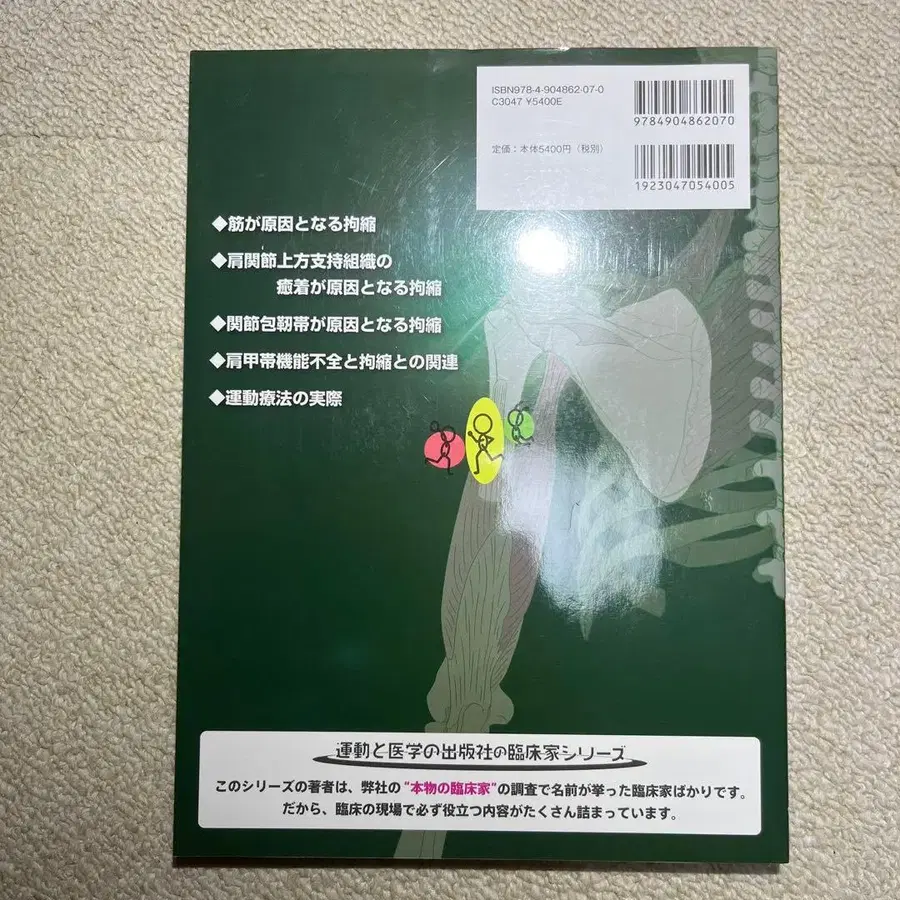 ISBN978-4-904862-07-0
C3047 ¥5400E
9784904862070
定価：本体5400円（税別）
1923047054005
◆筋が原因となる拘縮
◆肩関節上方支持組織の
癒着が原因となる拘縮
◆関節包靭帯が原因となる拘縮
◆肩甲帯機能不全と拘縮との関連
◆運動療法の実際
運動と医学の出版社の臨床家シリーズ
このシリーズの著者は、弊社の“本物の臨床家”の調査で名前が挙った臨床家ばかりです。
だから、臨床の現場で必ず役立つ内容がたくさん詰まっています。